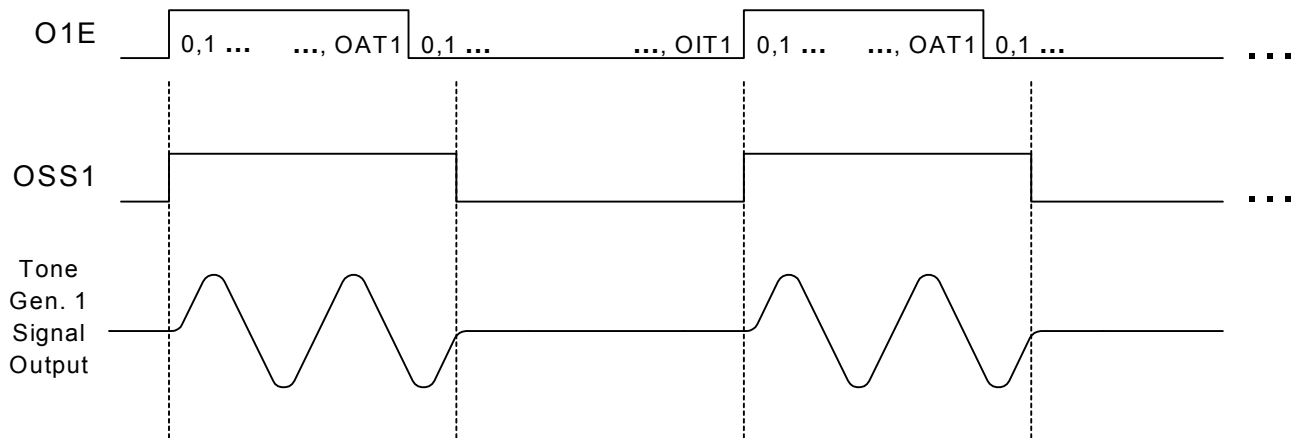 O1E
0,1 ... ..., OAT1 0,1 ... ..., OIT1 0,1 ... ..., OAT1 0,1 ...
...
OSS1
...
Tone
Gen. 1
Signal
Output